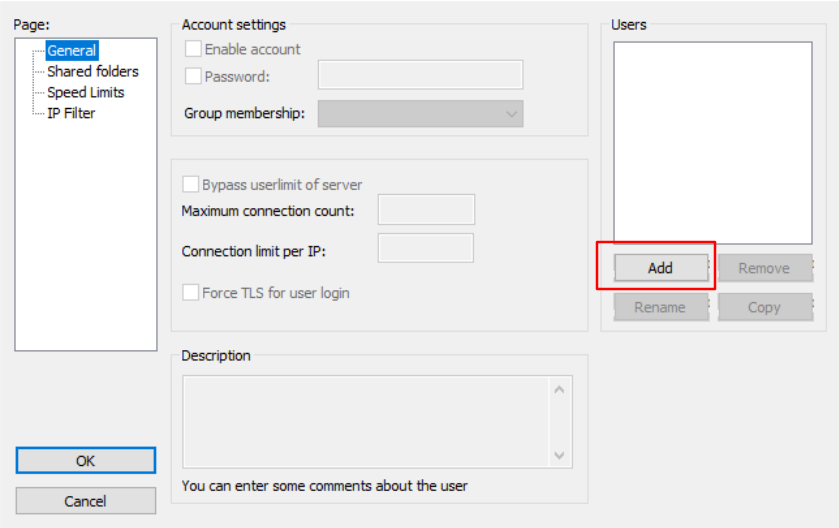 Page:
General
Shared folders
Speed Limits
IP Filter
OK
Cancel
Account settings
Enable account
Password:
Group membership:
Bypass userlimit of server
Maximum connection count:
Connection limit per IP:
Force TLS for user login
Description
You can enter some comments about the user
Users
Add Remove
Rename Copy